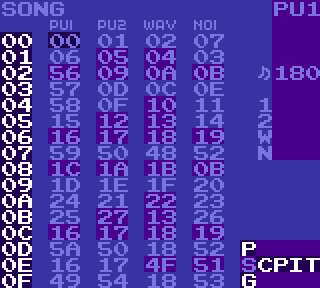 SONG PU1
PU1 PU2 WAV NOI
00 00 01 02 07
01 06 05 04 03
02 56 09 0A 0B ♪180
03 57 0D 0C 0E
04 58 0F 10 11 1
05 15 12 13 14 2
06 16 17 18 19 W
07 59 50 48 52 N
08 1C 1A 1B 0B
09 1D 1E 1F 20
0A 24 21 22 23
0B 25 27 13 26
0C 16 17 18 19
0D 5A 50 18 52 P
0E 16 17 4F 51 SCPIT
0F 49 54 18 53 G